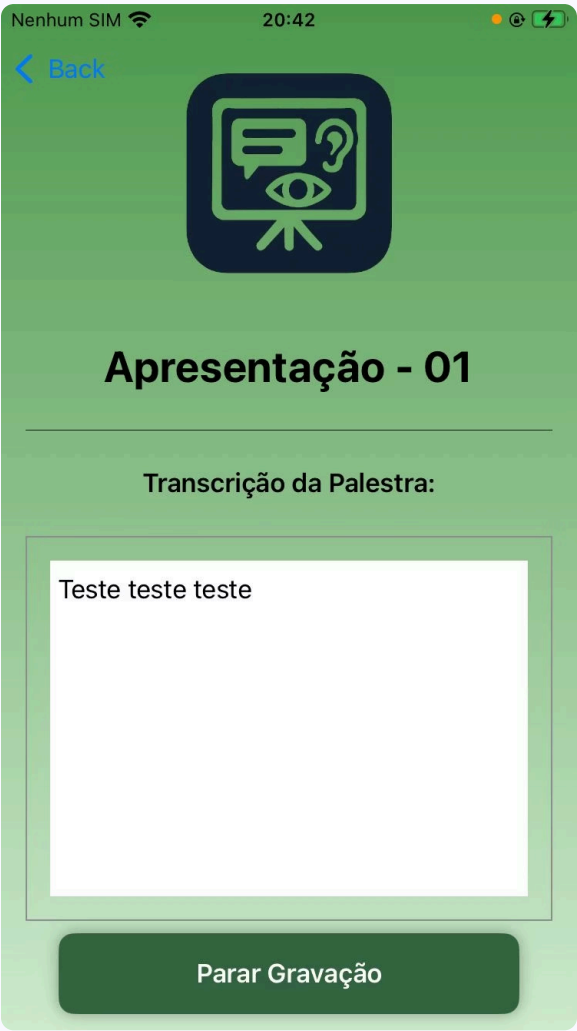 Nenhum SIM 20:42
Back
Apresentação - 01
Transcrição da Palestra:
Teste teste teste
Parar Gravação